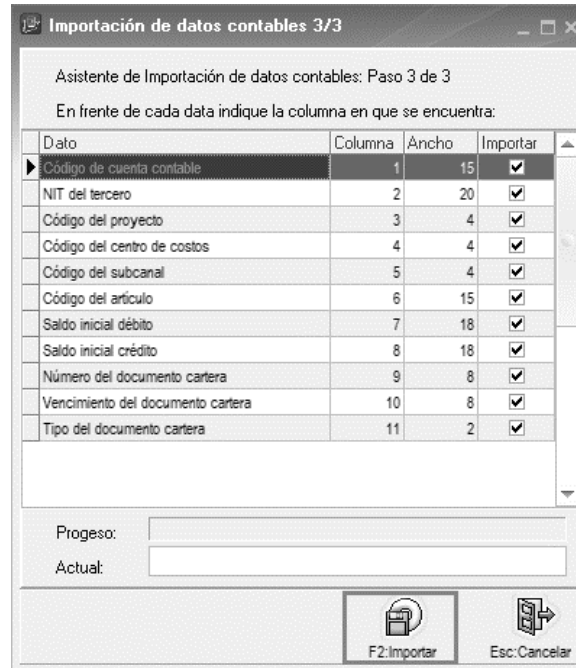 Importación de datos contables 3/3
Asistente de Importación de datos contables: Paso 3 de 3
En frente de cada data indique la columna en que se encuentra:
Dato Columna Ancho Importar
Código de cuenta contable 1 15
NIT del tercero 2 20
Código del proyecto 3 4
Código del centro de costos 4 4
Código del subcanal 5 4
Código del artículo 6 15
Saldo inicial débito 7 18
Saldo inicial crédito 8 18
Número del documento cartera 9 8
Vencimiento del documento cartera 10 8
Tipo del documento cartera 11 2
Progeso:
Actual:
F2:Importar Esc:Cancelar